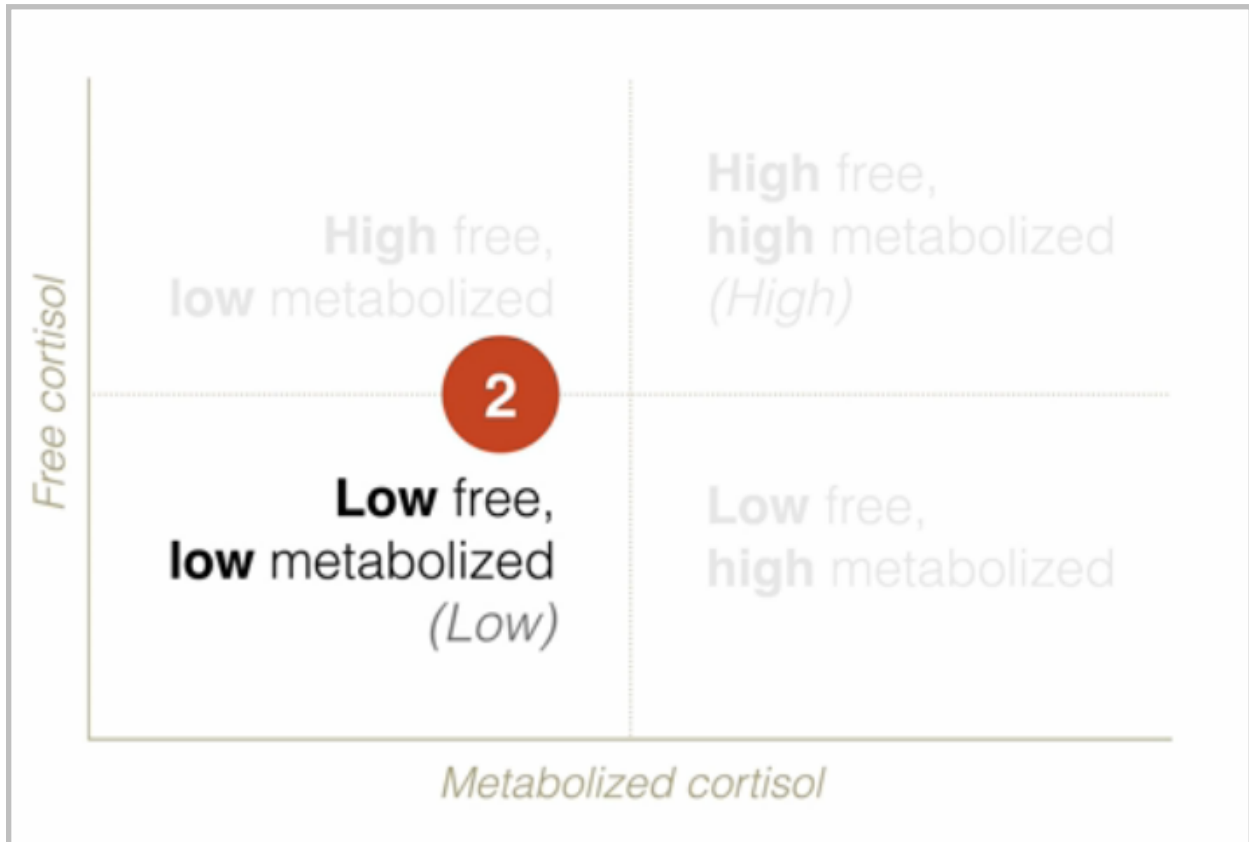 High free,
low metabolized
High free,
high metabolized
(High)
Free cortisol
2
Low free,
low metabolized
(Low)
Low free,
high metabolized
Metabolized cortisol